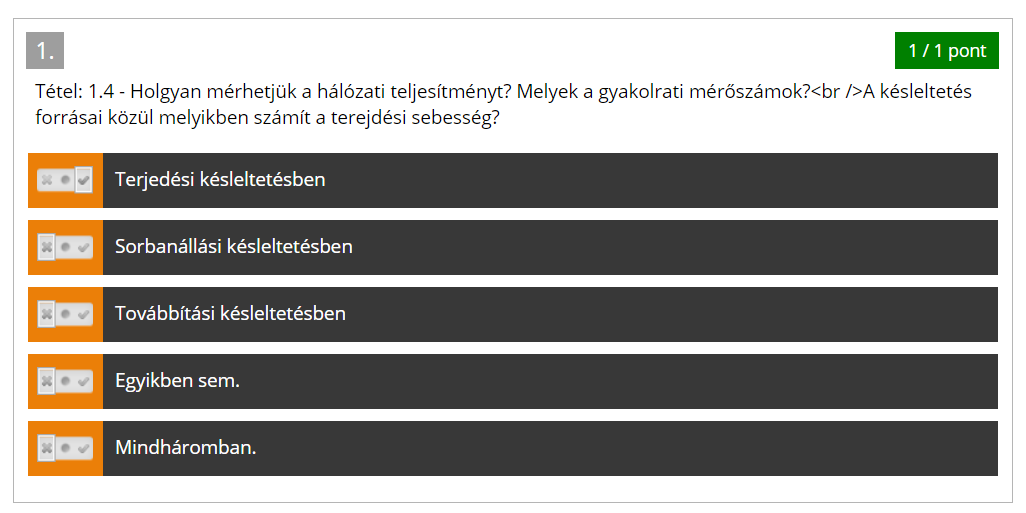 1.
1 / 1 pont
Tétel: 1.4 - Holgyan mérhetjük a hálózati teljesítményt? Melyek a gyakolrati mérőszámok?<br />A késleltetés
forrásai közül melyikben számít a terejdési sebesség?
Terjedési késleltetésben
Sorbanállási késleltetésben
Továbbítási késleltetésben
Egyikben sem.
Mindháromban.